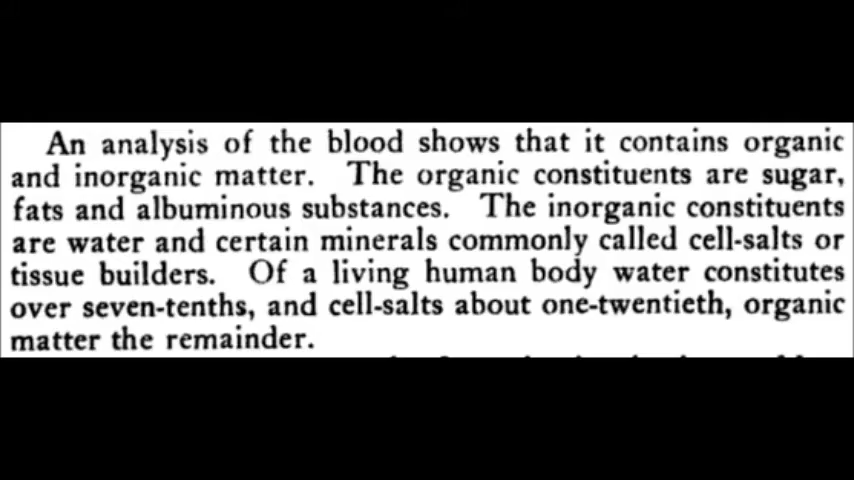 An analysis of the blood shows that it contains organic
and inorganic matter. The organic constituents are sugar,
fats and albuminous substances. The inorganic constituents
are water and certain minerals commonly called cell-salts or
tissue builders. Of a living human body water constitutes
over seven-tenths, and cell-salts about one-twentieth, organic
matter the remainder.